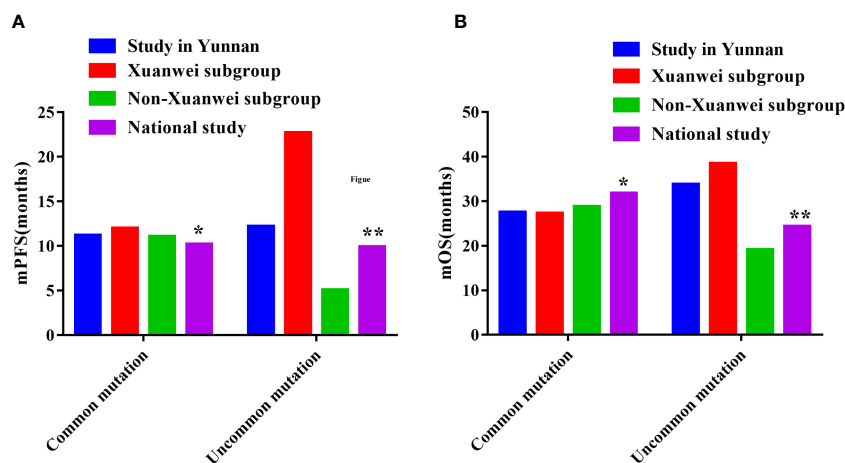 A
Study in Yunnan
Xuanwei subgroup
Non-Xuanwei subgroup
National study
mPFS(months)
25
20
15
10
5
0
Figue
*
**
Common mutation
Uncommon mutation
B
Study in Yunnan
Xuanwei subgroup
Non-Xuanwei subgroup
National study
mOS(months)
50
40
30
20
10
0
*
**
Common mutation
Uncommon mutation